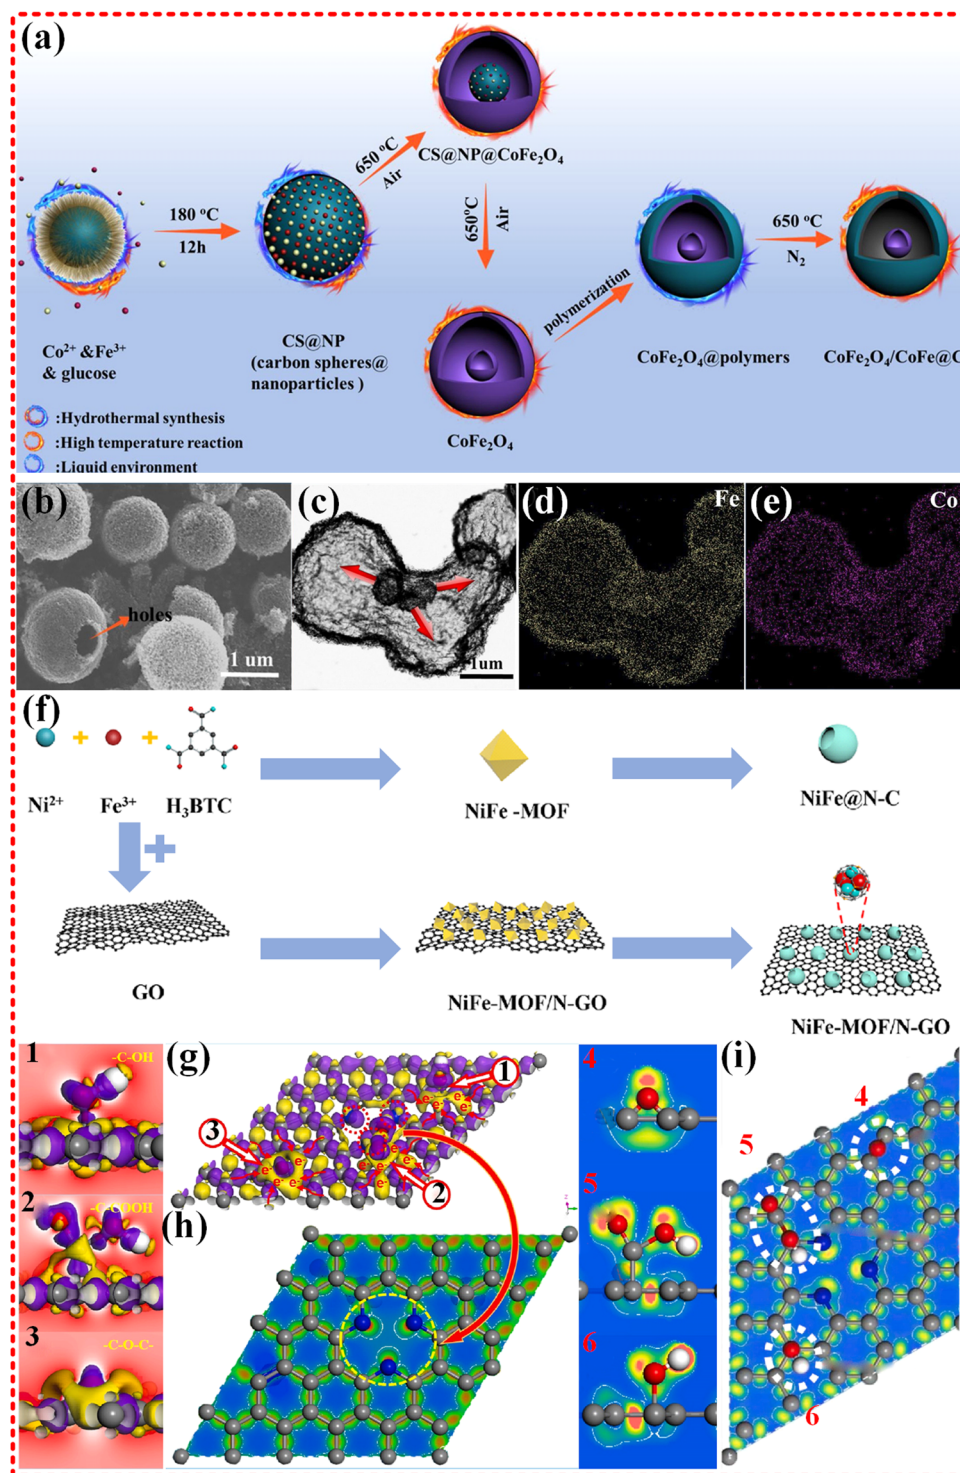 (a)
650 °C
Air
CS@NP@CoFe₂O₄
180 °C
12h
650°C
Air
650 °C
N₂
polymerization
Co²⁺ &Fe³⁺
& glucose
CS@NP
(carbon spheres@
nanoparticles )
CoFe₂O₄@polymers
CoFe₂O₄/CoFe@C
CoFe₂O₄
:Hydrothermal synthesis
:High temperature reaction
:Liquid environment
(b)
holes
1 um
(c)
1um
(d)
Fe
(e)
Co
(f)
Ni²⁺
Fe³⁺
H₃BTC
NiFe -MOF
NiFe@N-C
GO
NiFe-MOF/N-GO
NiFe-MOF/N-GO
1
-C-OH
2
-C-COOH
3
-C-O-C-
(g)
1
2
3
e⁻
e⁻
e⁻
e⁻
e⁻
e⁻
e⁻
e⁻
e⁻
e⁻
e⁻
(h)
4
5
6
(i)
4
5
6